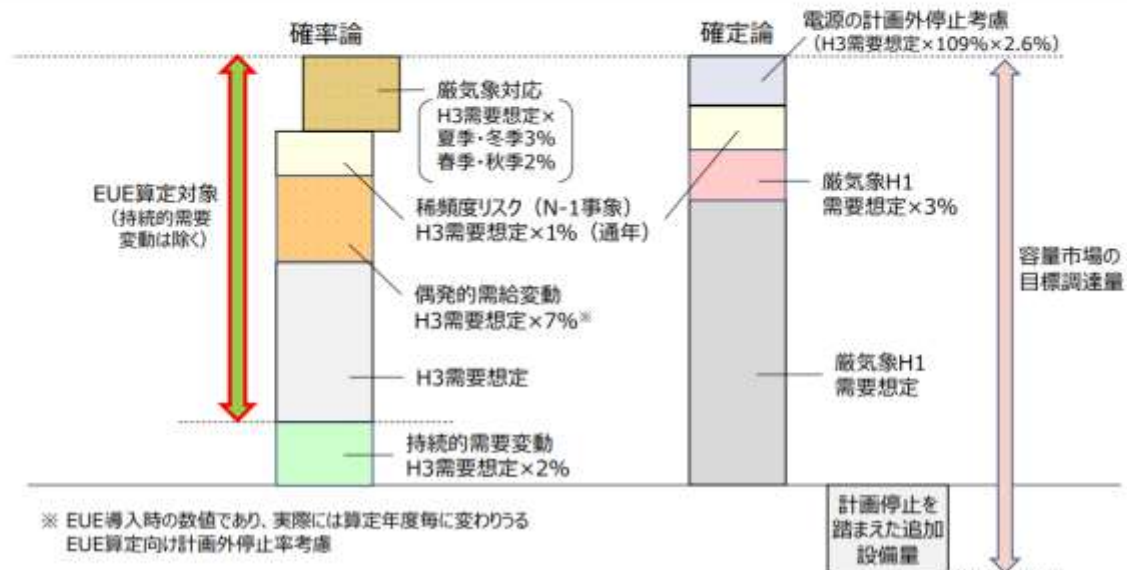 確率論
確定論
電源の計画外停止考慮
(H3需要想定×109%×2.6%)
厳気象対応
H3需要想定×
夏季・冬季3%
春季・秋季2%
EUE算定対象
(持続的需要
変動は除く)
稀頻度リスク（N-1事象）
H3需要想定×1%（通年）
厳気象H1
需要想定×3%
容量市場の
目標調達量
偶発的需給変動
H3需要想定×7%※
H3需要想定
厳気象H1
需要想定
持続的需要変動
H3需要想定×2%
※ EUE導入時の数値であり、実際には算定年度毎に変わりうる
EUE算定向け計画外停止率考慮
計画停止を
踏まえた追加
設備量